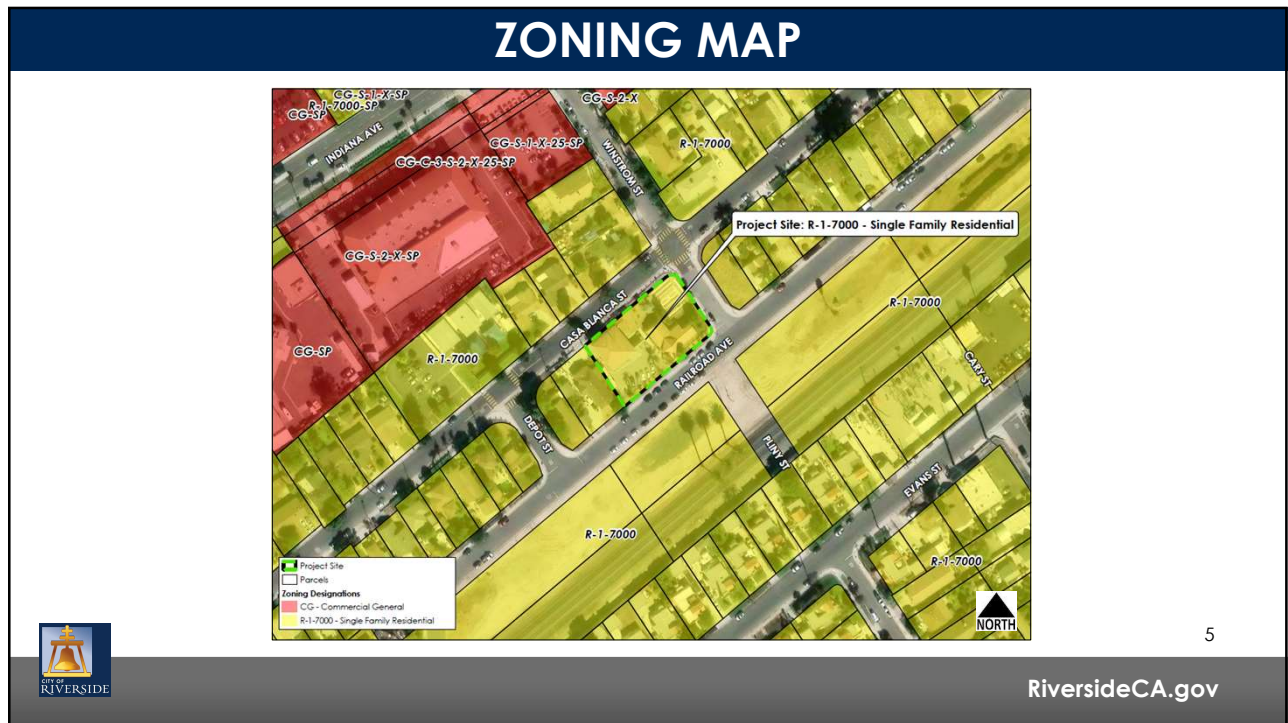 ZONING MAP
CG-S-1-X-SP
R-1-7000-SP
CG-SP
CG-S-2-X
INDIANA AVE
CG-S-1-X-25-SP
WINSTROM ST
R-1-7000
CG-C-3-S-2-X-25-SP
Project Site: R-1-7000 - Single Family Residential
CG-S-2-X-SP
R-1-7000
CASA BLANCA ST
CG-SP
R-1-7000
RAILROAD AVE
CARY ST
DEPOT ST
PLINY ST
EVANS ST
R-1-7000
R-1-7000
Project Site
Parcels
Zoning Designations
CG - Commercial General
R-1-7000 - Single Family Residential
NORTH
5
CITY OF
RIVERSIDE
RiversideCA.gov